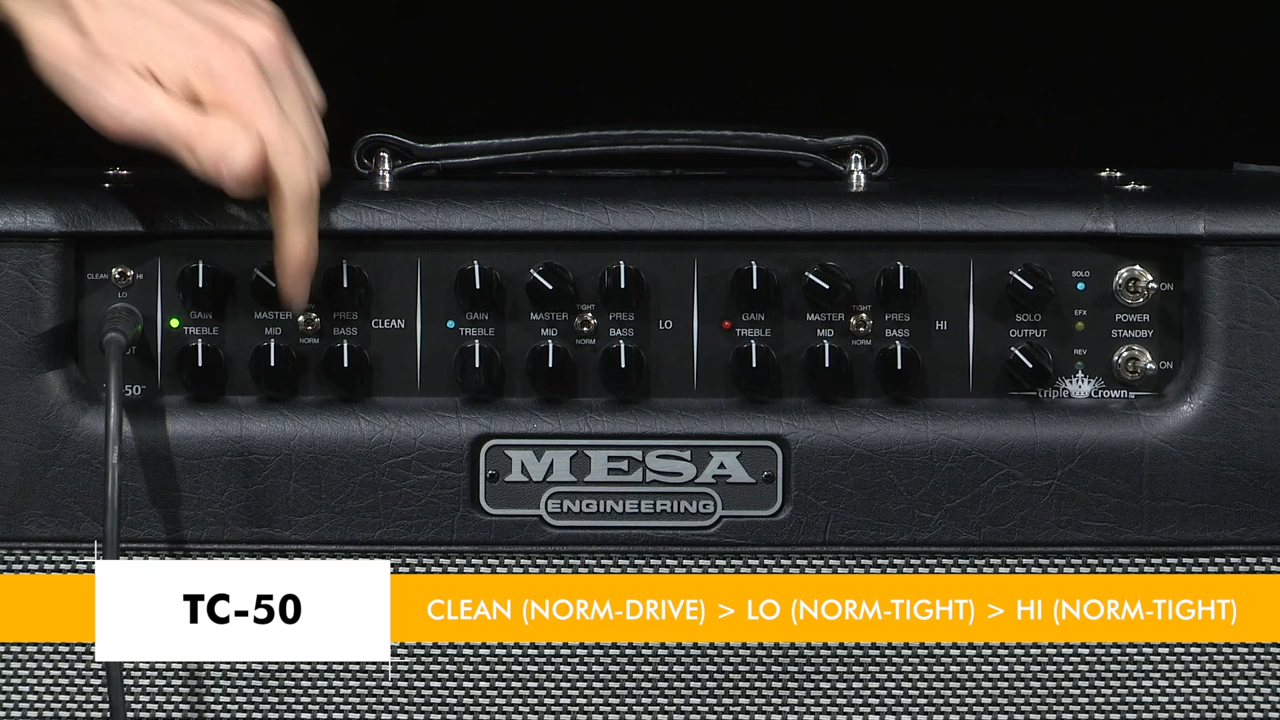 CLEAN HI
LO
GAIN MASTER PRES
TREBLE MID NORM BASS CLEAN
TIGHT
GAIN MASTER PRES
TREBLE MID NORM BASS LO
TIGHT
GAIN MASTER PRES
TREBLE MID NORM BASS HI
SOLO
ON
SOLO EFX POWER
OUTPUT STANDBY
REV
ON
Triple Crown
MESA
ENGINEERING
TC-50
CLEAN (NORM-DRIVE) > LO (NORM-TIGHT) > HI (NORM-TIGHT)